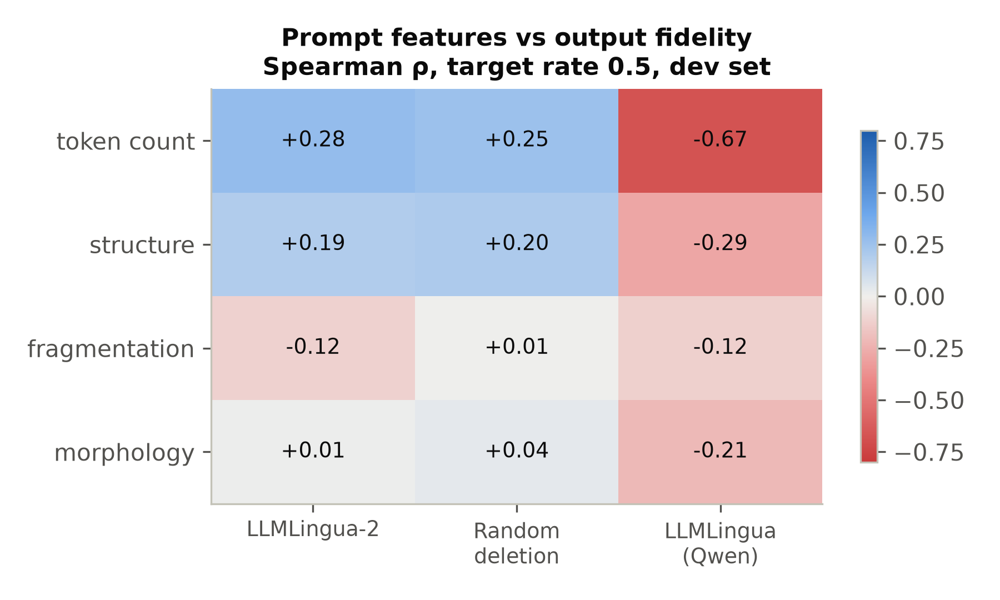 Prompt features vs output fidelity
Spearman ρ, target rate 0.5, dev set
token count +0.28 +0.25 -0.67
structure +0.19 +0.20 -0.29
fragmentation -0.12 +0.01 -0.12
morphology +0.01 +0.04 -0.21
LLMLingua-2
Random
deletion
LLMLingua
(Qwen)
0.75
0.50
0.25
0.00
−0.25
−0.50
−0.75